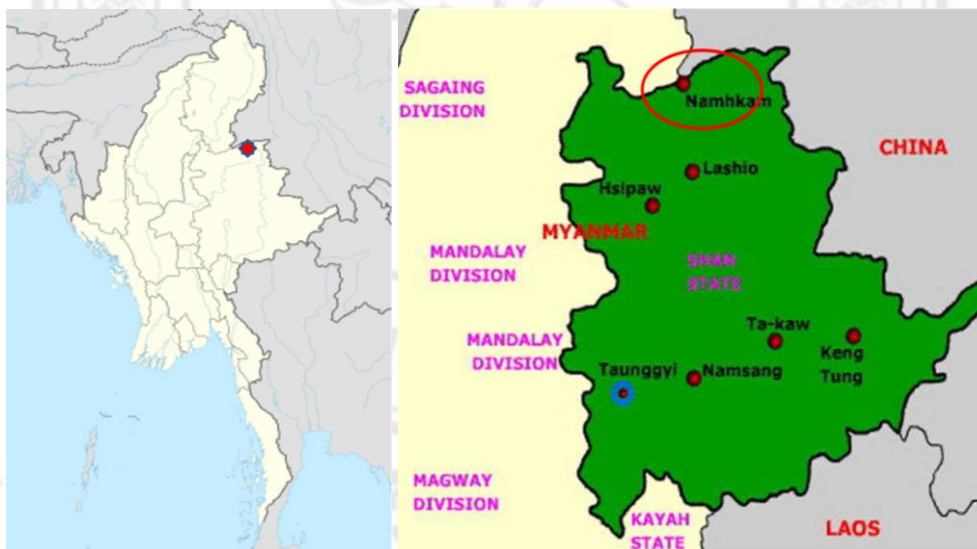 SAGAING
DIVISION
Namhkam
CHINA
Lashio
Hsipaw
MYANMAR
MANDALAY
DIVISION
SHAN
STATE
MANDALAY
DIVISION
Ta-kaw
Keng
Tung
Taunggyi
Namsang
MAGWAY
DIVISION
KAYAH
STATE
LAOS